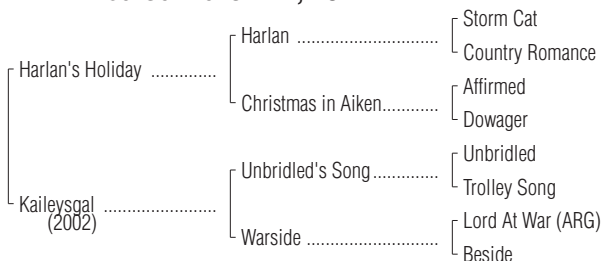 Storm Cat
Harlan ................................
Country Romance
Harlan's Holiday ..............
Affirmed
Christmas in Aiken............
Dowager
Unbridled
Unbridled's Song..............
Trolley Song
Kaileysgal ........................
(2002)
Lord At War (ARG)
Warside ............................
Beside